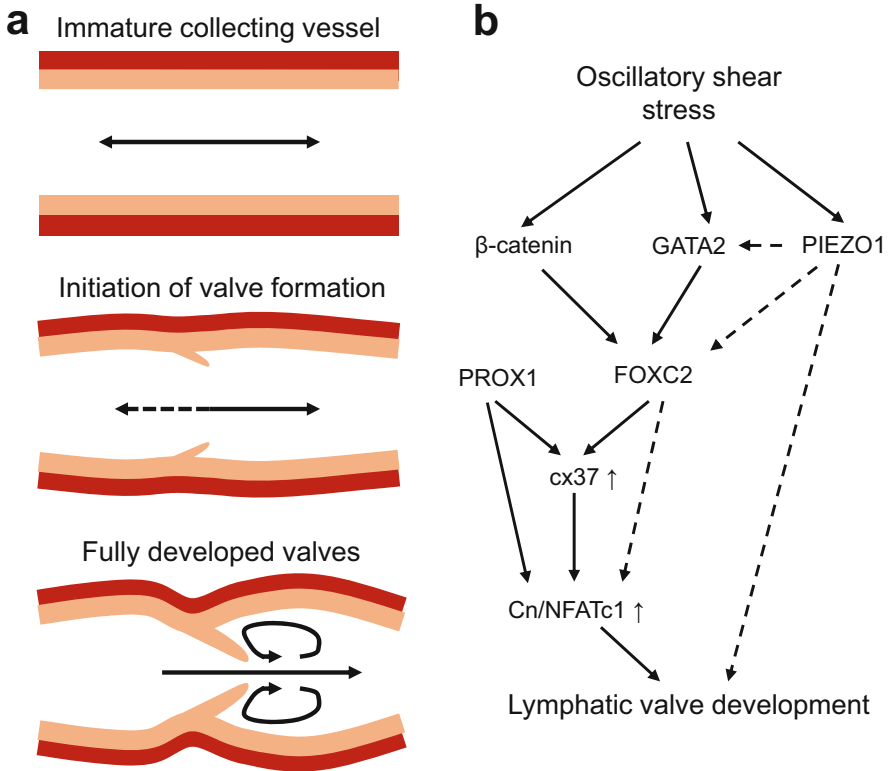 a
Immature collecting vessel
Initiation of valve formation
Fully developed valves
b
Oscillatory shear
stress
β-catenin
GATA2
PIEZO1
PROX1
FOXC2
cx37 ↑
Cn/NFATc1 ↑
Lymphatic valve development